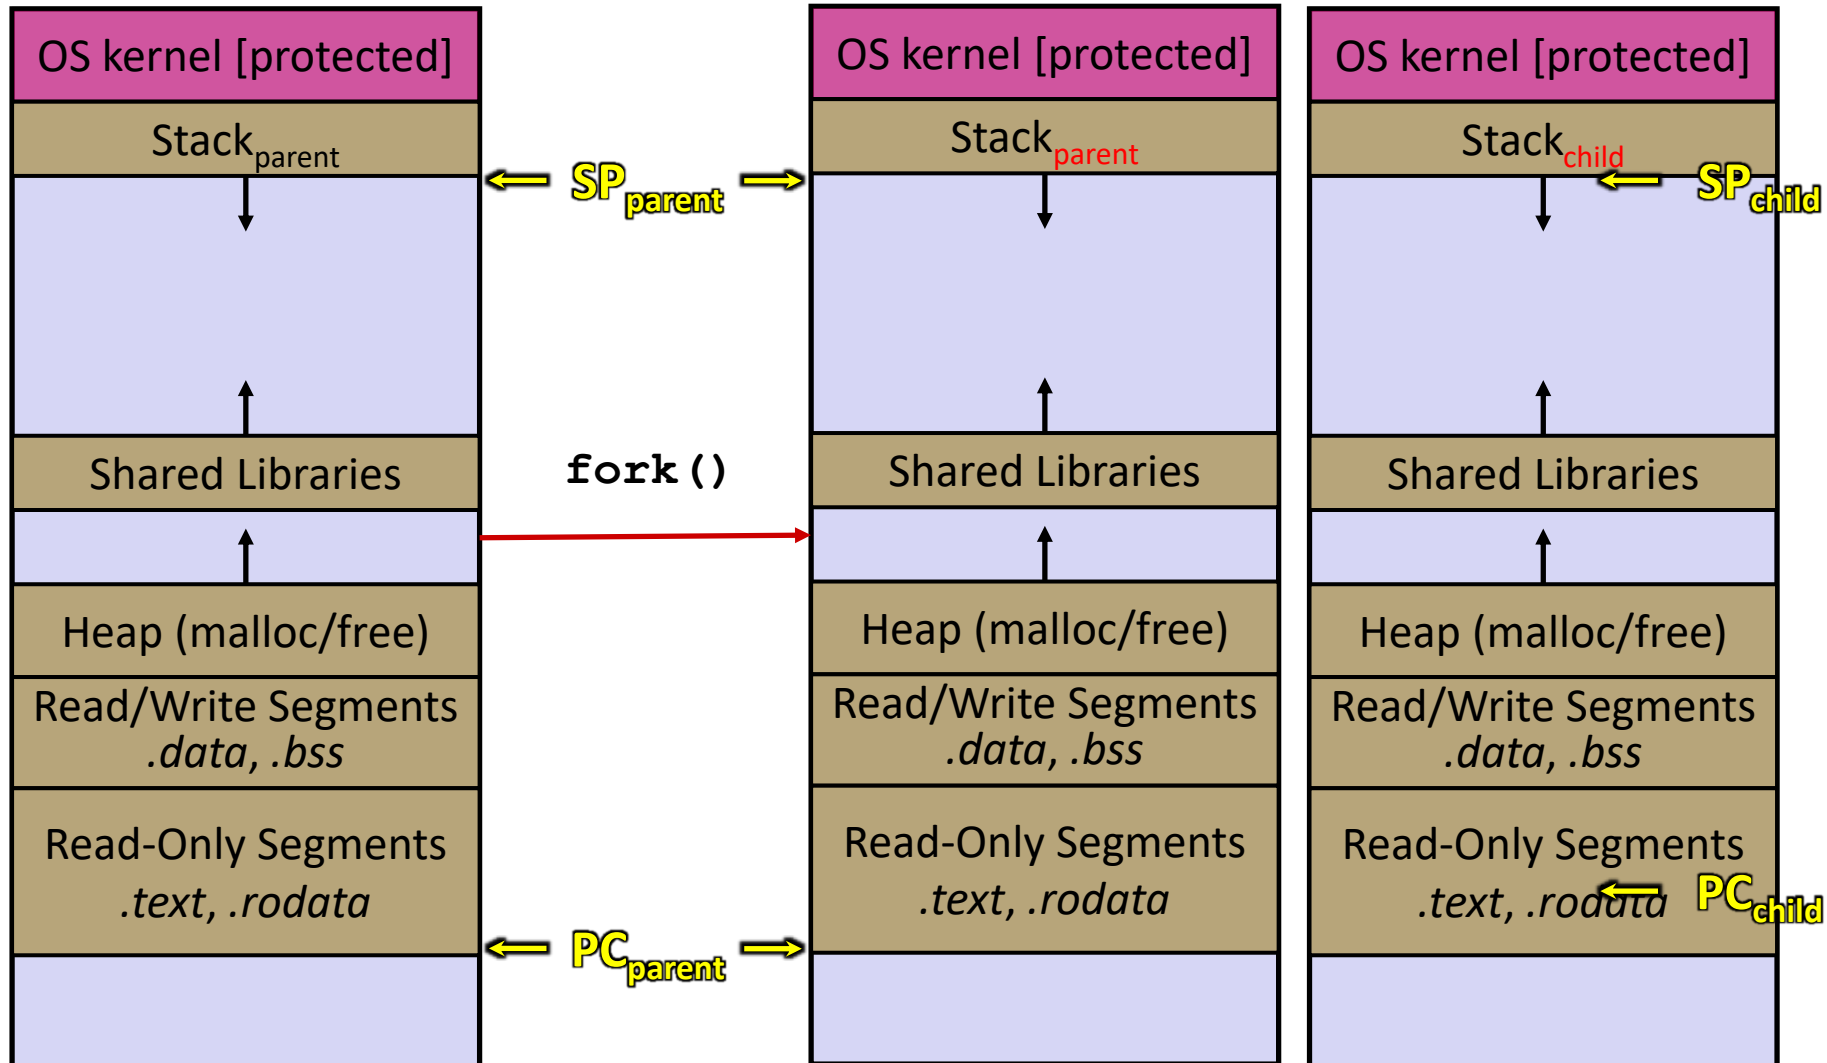 OS kernel [protected]
Stack parent
Shared Libraries
Heap (malloc/free)
Read/Write Segments
.data, .bss
Read-Only Segments
.text, .rodata
SP parent
fork()
PC parent
OS kernel [protected]
Stack parent
Shared Libraries
Heap (malloc/free)
Read/Write Segments
.data, .bss
Read-Only Segments
.text, .rodata
OS kernel [protected]
Stack child
SP child
Shared Libraries
Heap (malloc/free)
Read/Write Segments
.data, .bss
Read-Only Segments
.text, .rodata
PC child